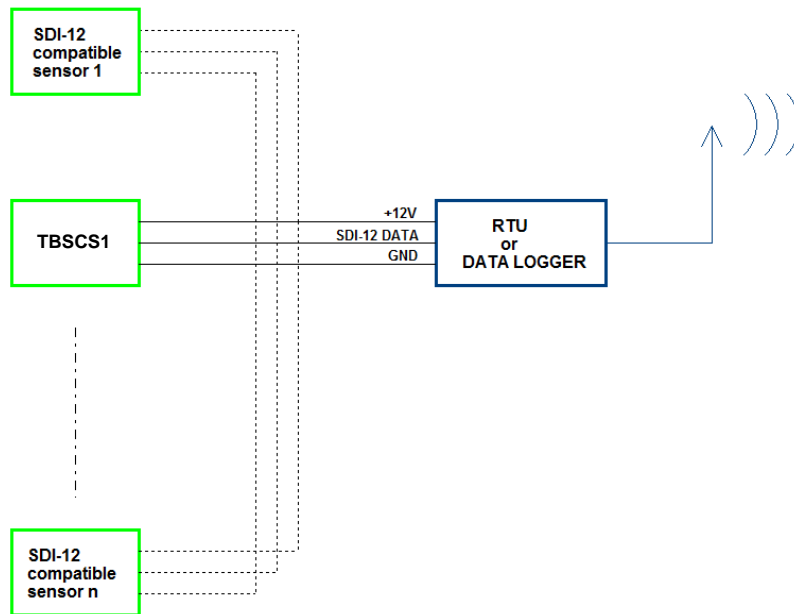 SDI-12
compatible
sensor 1
TBSCS1
+12V
SDI-12 DATA
GND
RTU
or
DATA LOGGER
SDI-12
compatible
sensor n